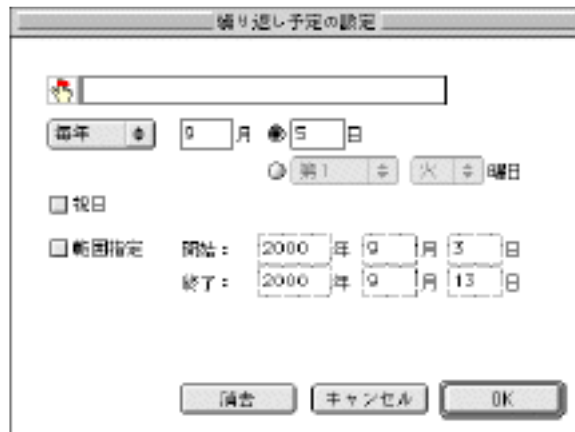 繰り返し予定の設定
毎年 9 月 5 日
第1 火 曜日
祝日
範囲指定 開始： 2000 年 9 月 3 日
終了： 2000 年 9 月 13 日
消去 キャンセル OK